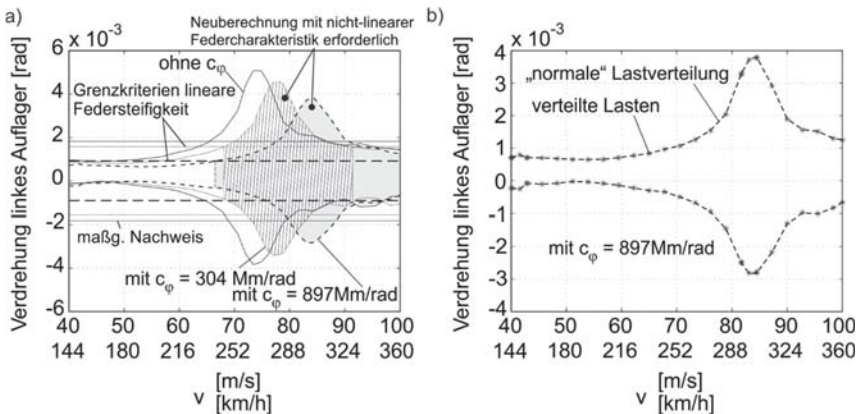 a)
x 10⁻³
Neuberechnung mit nicht-linearer
Federcharakteristik erforderlich
ohne cφ
Grenzkriterien lineare
Federsteifigkeit
maßg. Nachweis
mit cφ = 304 Mm/rad
mit cφ = 897Mm/rad
Verdrehung linkes Auflager [rad]
6
4
2
0
-2
-4
-6
40 50 60 70 80 90 100
144 180 216 252 288 324 360
v [m/s]
[km/h]
b)
x 10⁻³
„normale“ Lastverteilung
verteilte Lasten
mit cφ = 897Mm/rad
Verdrehung linkes Auflager [rad]
4
3
2
1
0
-1
-2
-3
-4
40 50 60 70 80 90 100
144 180 216 252 288 324 360
v [m/s]
[km/h]